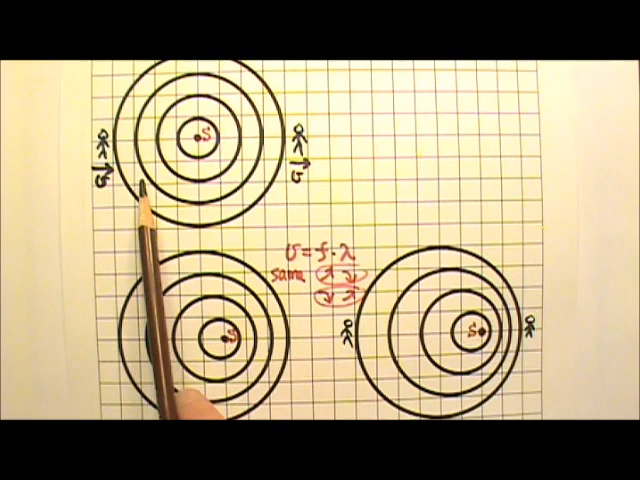 S
v v
v = f · λ
same ↗ ↘
↘ ↗
S
S